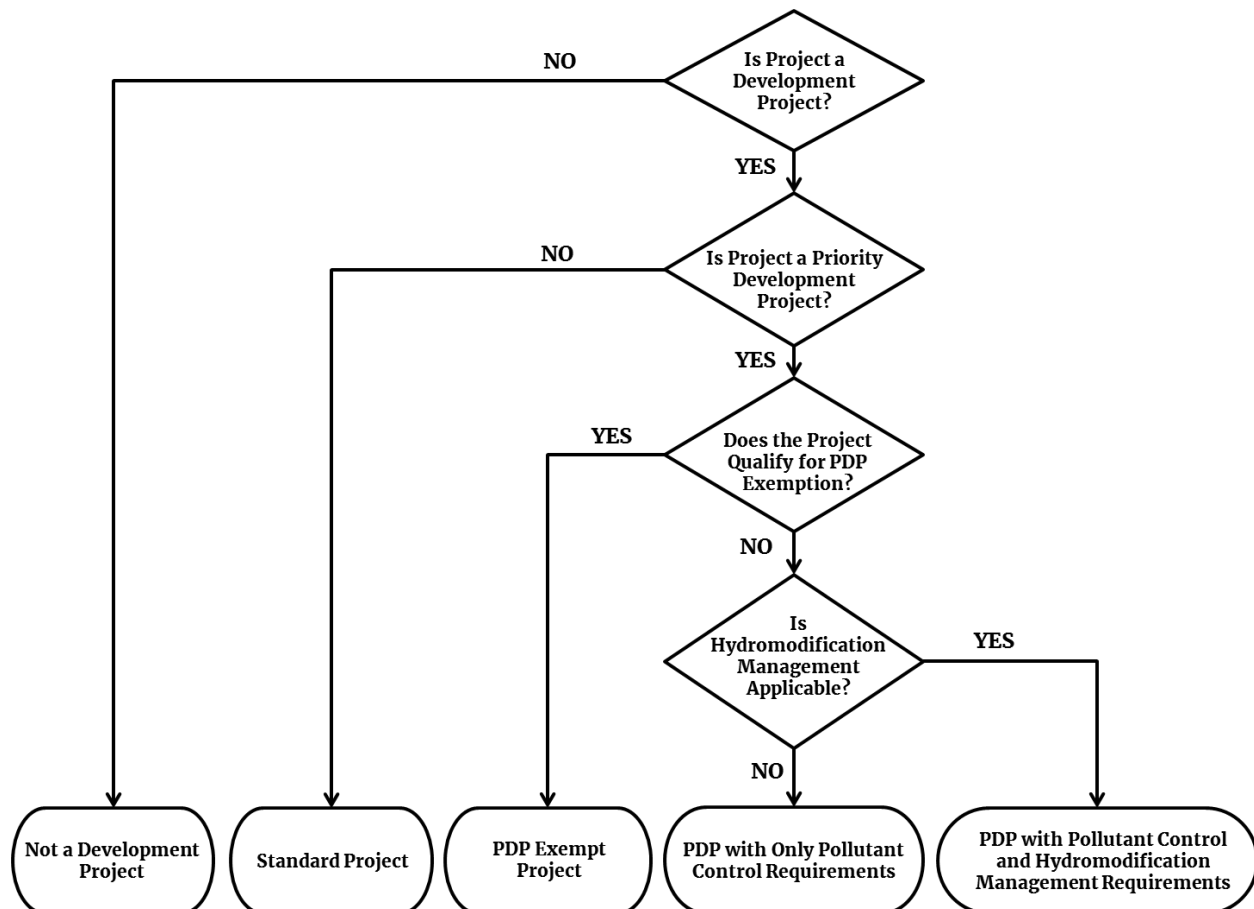 Is Project a
Development
Project?
NO
YES
Is Project a Priority
Development
Project?
NO
YES
Does the Project
Qualify for PDP
Exemption?
YES
NO
Is
Hydromodification
Management
Applicable?
YES
NO
Not a Development
Project
Standard Project
PDP Exempt
Project
PDP with Only Pollutant
Control Requirements
PDP with Pollutant Control
and Hydromodification
Management Requirements